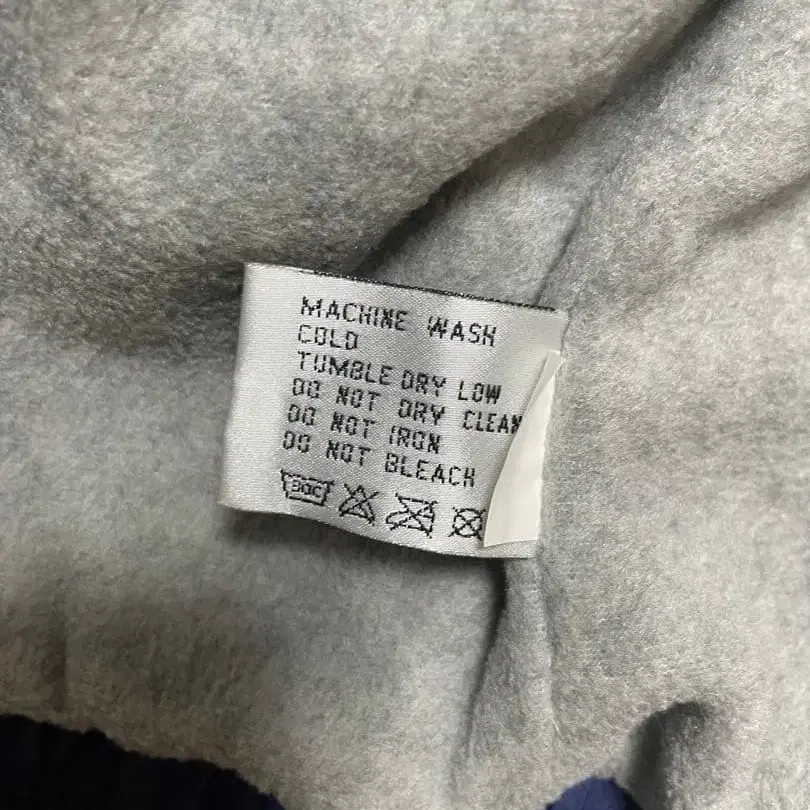 MACHINE WASH
COLD
TUMBLE DRY LOW
DO NOT DRY CLEAN
DO NOT IRON
DO NOT BLEACH
30C